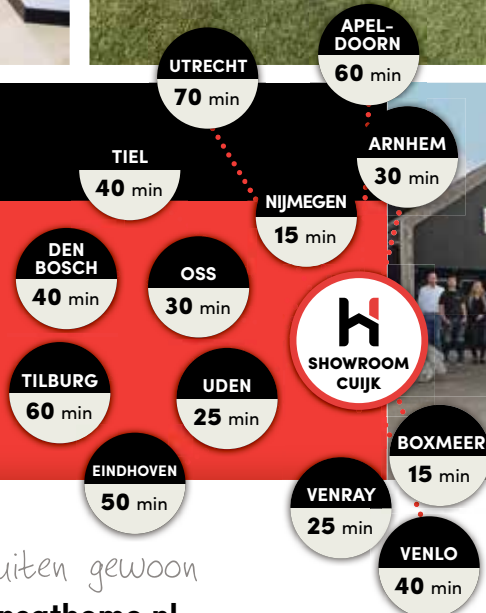 APEL-
DOORN
60 min
UTRECHT
70 min
ARNHEM
30 min
TIEL
40 min
NIJMEGEN
15 min
DEN
BOSCH
40 min
OSS
30 min
SHOWROOM
CUIJK
TILBURG
60 min
UDEN
25 min
BOXMEER
15 min
EINDHOVEN
50 min
VENRAY
25 min
VENLO
40 min
gewoon